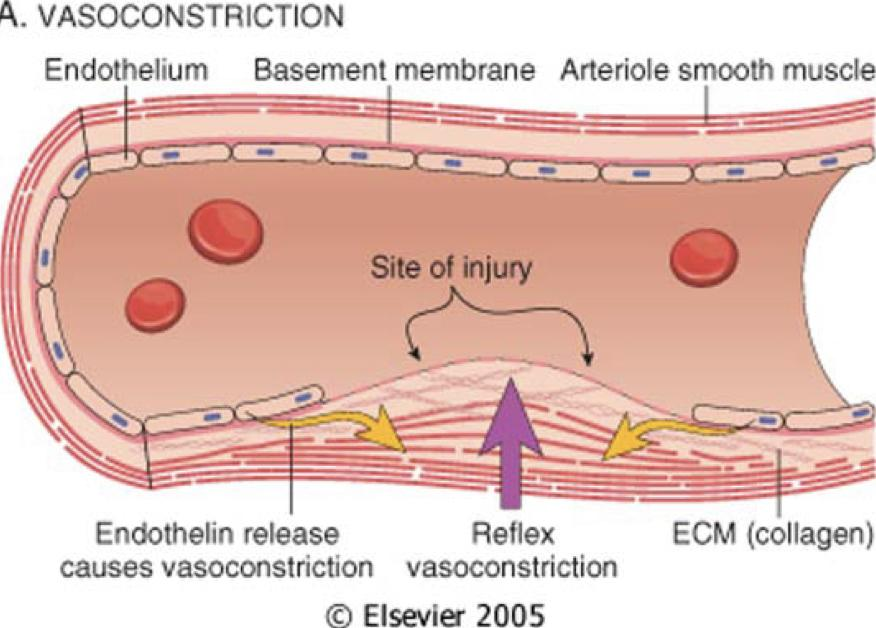 A. VASOCONSTRICTION
Endothelium Basement membrane Arteriole smooth muscle
Site of injury
Endothelin release
causes vasoconstriction
Reflex
vasoconstriction
ECM (collagen)
© Elsevier 2005